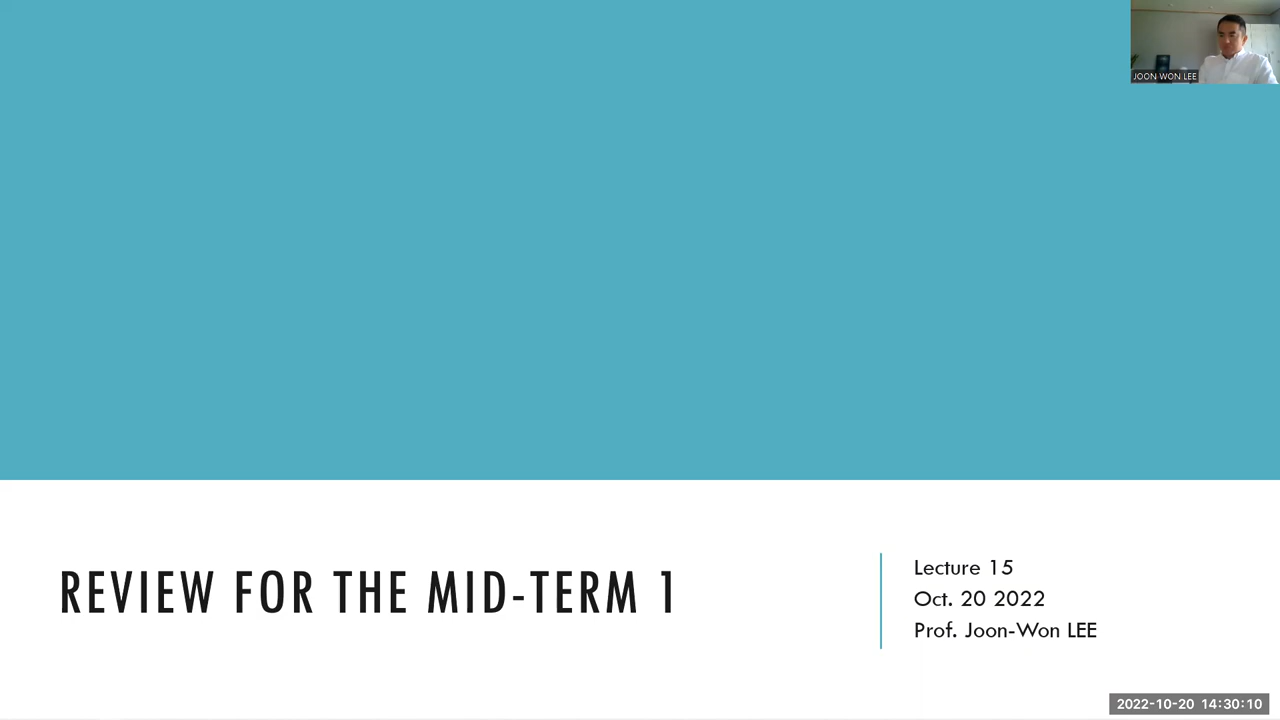 JOON WON LEE
REVIEW FOR THE MID-TERM 1
Lecture 15
Oct. 20 2022
Prof. Joon-Won LEE
2022-10-20 14:30:10